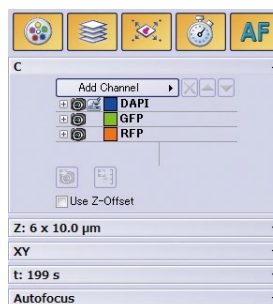 AF
C
Add Channel
DAPI
GFP
RFP
Use Z-Offset
Z: 6 x 10.0 µm
XY
t: 199 s
Autofocus